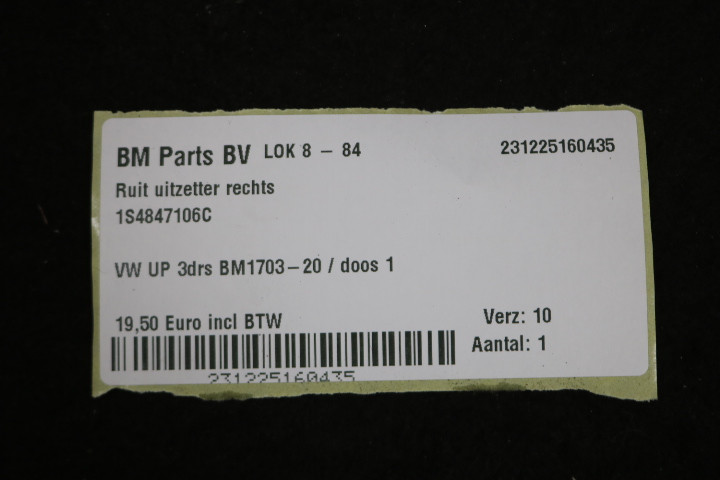 BM Parts BV LOK 8 - 84 231225160435
Ruit uitzetter rechts
1S4847106C
VW UP 3drs BM1703-20 / doos 1
19,50 Euro incl BTW Verz: 10
Aantal: 1
231225160435